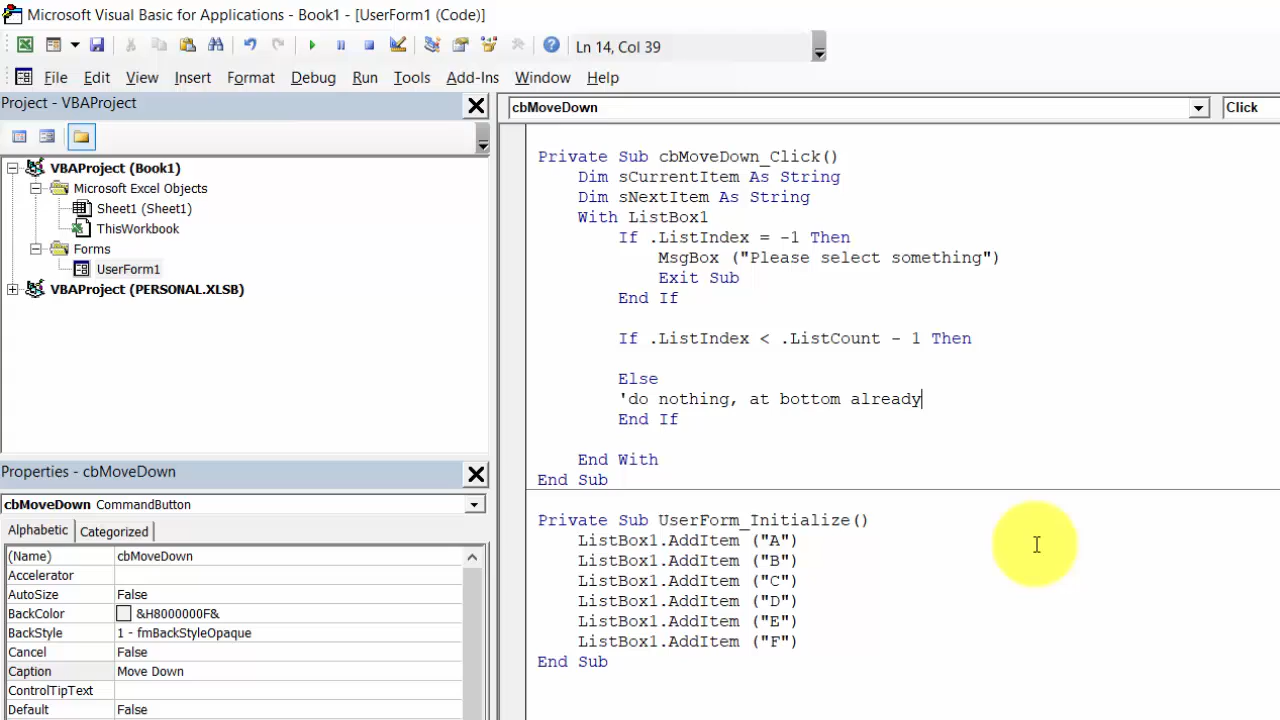 Microsoft Visual Basic for Applications - Book1 - [UserForm1 (Code)]
Ln 14, Col 39
File Edit View Insert Format Debug Run Tools Add-Ins Window Help
Project - VBAProject
VBAProject (Book1)
Microsoft Excel Objects
Sheet1 (Sheet1)
ThisWorkbook
Forms
UserForm1
VBAProject (PERSONAL.XLSB)
Properties - cbMoveDown
cbMoveDown CommandButton
Alphabetic Categorized
(Name) cbMoveDown
Accelerator
AutoSize False
BackColor &H8000000F&
BackStyle 1 - fmBackStyleOpaque
Cancel False
Caption Move Down
ControlTipText
Default False
cbMoveDown Click
Private Sub cbMoveDown_Click()
Dim sCurrentItem As String
Dim sNextItem As String
With ListBox1
If .ListIndex = -1 Then
MsgBox ("Please select something")
Exit Sub
End If
If .ListIndex < .ListCount - 1 Then
Else
'do nothing, at bottom already
End If
End With
End Sub
Private Sub UserForm_Initialize()
ListBox1.AddItem ("A")
ListBox1.AddItem ("B")
ListBox1.AddItem ("C")
ListBox1.AddItem ("D")
ListBox1.AddItem ("E")
ListBox1.AddItem ("F")
End Sub